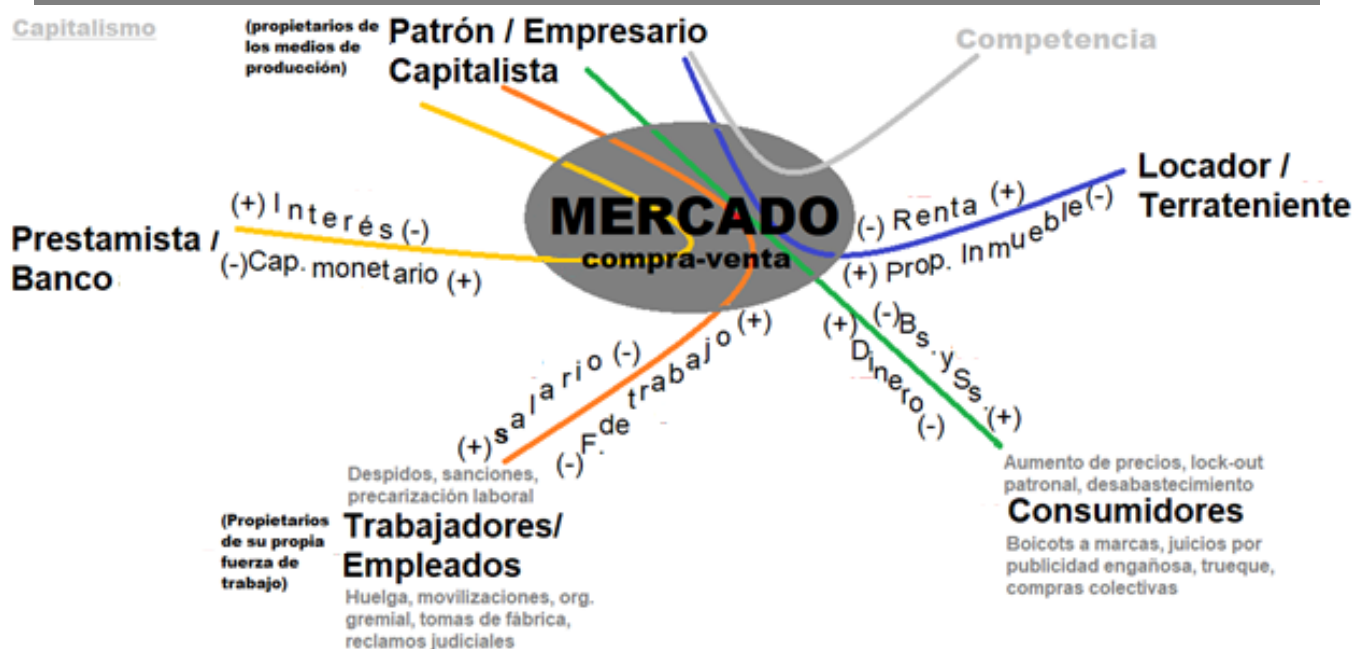 Capitalismo
(propietarios de
los medios de
producción)
Patrón / Empresario
Capitalista
Competencia
MERCADO
compra-venta
Locador /
Terrateniente
(-) Renta (+)
(+) Prop. Inmueble(-)
(+) Interés (-)
(-)Cap. monetario (+)
Prestamista /
Banco
(+) salario (-)
(-)F. de trabajo (+)
(-)Bs. y Ss. (+)
(+) Dinero (-)
Despidos, sanciones,
precarización laboral
(Propietarios
de su propia
fuerza de
trabajo)
Trabajadores/
Empleados
Huelga, movilizaciones, org.
gremial, tomas de fábrica,
reclamos judiciales
Aumento de precios, lock-out
patronal, desabastecimiento
Consumidores
Boicots a marcas, juicios por
publicidad engañosa, trueque,
compras colectivas